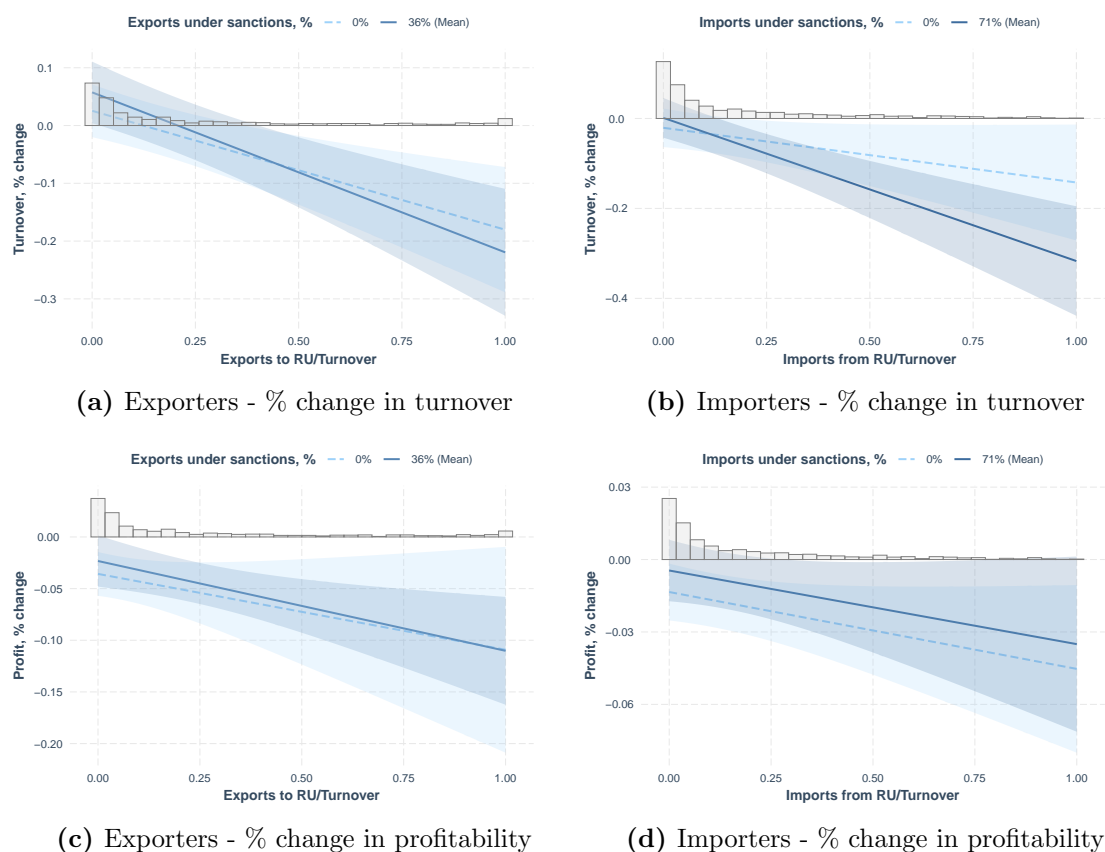 Exports under sanctions, % 0% 36% (Mean)
0.1
0.0
−0.1
−0.2
−0.3
Turnover, % change
0.00 0.25 0.50 0.75 1.00
Exports to RU/Turnover
(a) Exporters - % change in turnover
Imports under sanctions, % 0% 71% (Mean)
0.0
−0.2
−0.4
Turnover, % change
0.00 0.25 0.50 0.75 1.00
Imports from RU/Turnover
(b) Importers - % change in turnover
Exports under sanctions, % 0% 36% (Mean)
0.00
−0.05
−0.10
−0.15
−0.20
Profit, % change
0.00 0.25 0.50 0.75 1.00
Exports to RU/Turnover
(c) Exporters - % change in profitability
Imports under sanctions, % 0% 71% (Mean)
0.03
0.00
−0.03
−0.06
Profit, % change
0.00 0.25 0.50 0.75 1.00
Imports from RU/Turnover
(d) Importers - % change in profitability